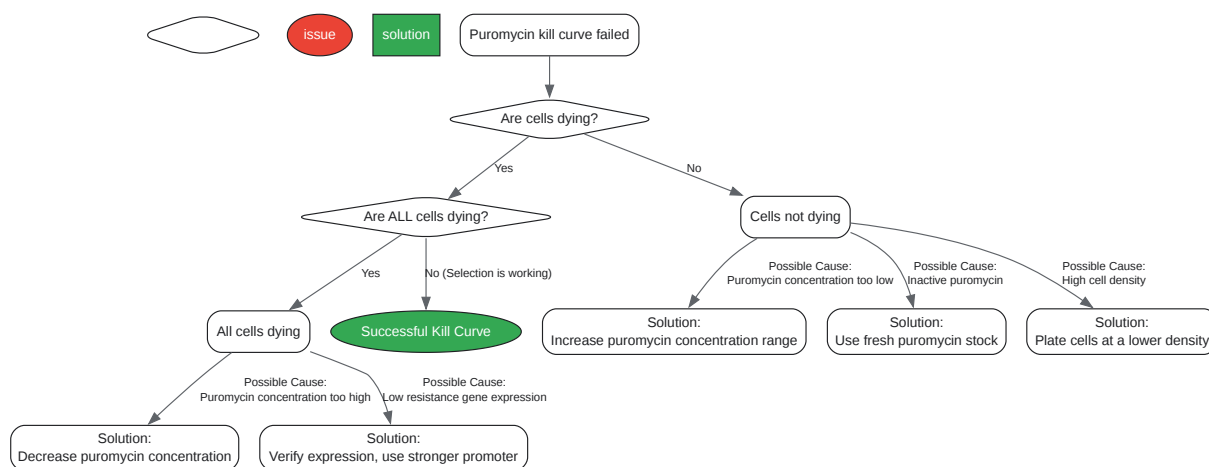 issue
solution
Puromycin kill curve failed
Are cells dying?
Yes
No
Are ALL cells dying?
Cells not dying
Yes
No (Selection is working)
Possible Cause:
Puromycin concentration too low
Possible Cause:
Inactive puromycin
Possible Cause:
High cell density
All cells dying
Successful Kill Curve
Solution:
Increase puromycin concentration range
Solution:
Use fresh puromycin stock
Solution:
Plate cells at a lower density
Possible Cause:
Puromycin concentration too high
Possible Cause:
Low resistance gene expression
Solution:
Decrease puromycin concentration
Solution:
Verify expression, use stronger promoter